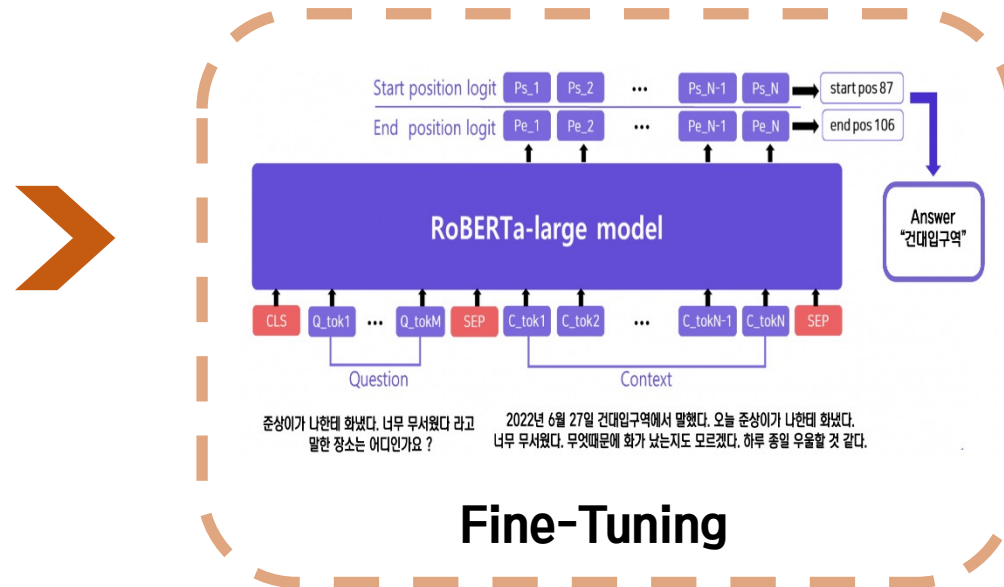 Start position logit Ps_1 Ps_2 ••• Ps_N-1 Ps_N start pos 87
End position logit Pe_1 Pe_2 ••• Pe_N-1 Pe_N end pos 106
RoBERTa-large model
Answer
“건대입구역”
CLS Q_tok1 ••• Q_tokM SEP C_tok1 C_tok2 ••• C_tokN-1 C_tokN SEP
Question Context
준상이가 나한테 화냈다. 너무 무서웠다 라고
말한 장소는 어디인가요 ?
2022년 6월 27일 건대입구역에서 말했다. 오늘 준상이가 나한테 화냈다.
너무 무서웠다. 무엇때문에 화가 났는지도 모르겠다. 하루 종일 우울할 것 같다.
Fine-Tuning